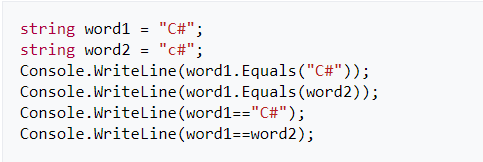 string word1 = "C#";
string word2 = "c#";
Console.WriteLine(word1.Equals("C#"));
Console.WriteLine(word1.Equals(word2));
Console.WriteLine(word1=="C#");
Console.WriteLine(word1==word2);